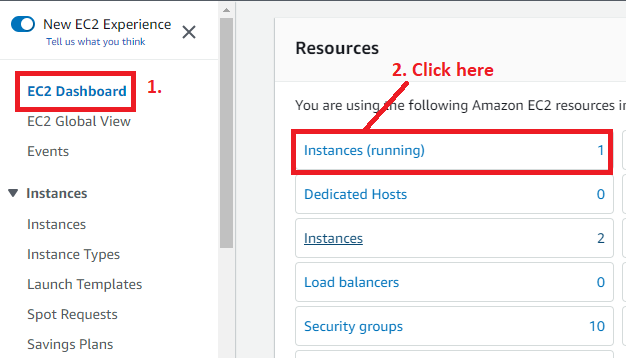 New EC2 Experience
Tell us what you think
EC2 Dashboard
1.
EC2 Global View
Events
Instances
Instances
Instance Types
Launch Templates
Spot Requests
Savings Plans
Resources
2. Click here
You are using the following Amazon EC2 resources in
Instances (running) 1
Dedicated Hosts 0
Instances 2
Load balancers 0
Security groups 10